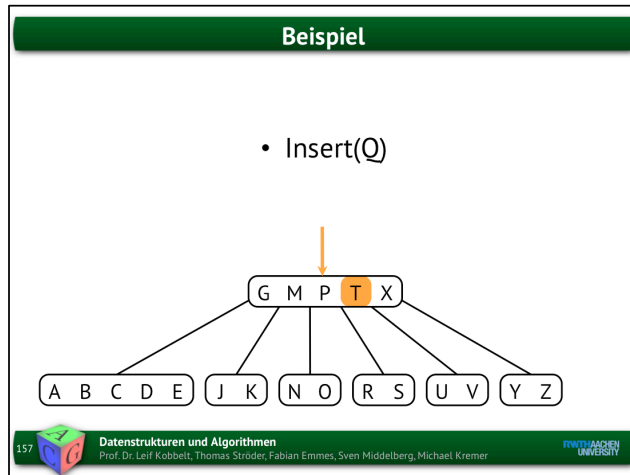 Beispiel
• Insert(Q)
G M P T X
A B C D E J K N O R S U V Y Z
157
A C G
Datenstrukturen und Algorithmen
Prof. Dr. Leif Kobbelt, Thomas Ströder, Fabian Emmes, Sven Middelberg, Michael Kremer
RWTHAACHEN
UNIVERSITY